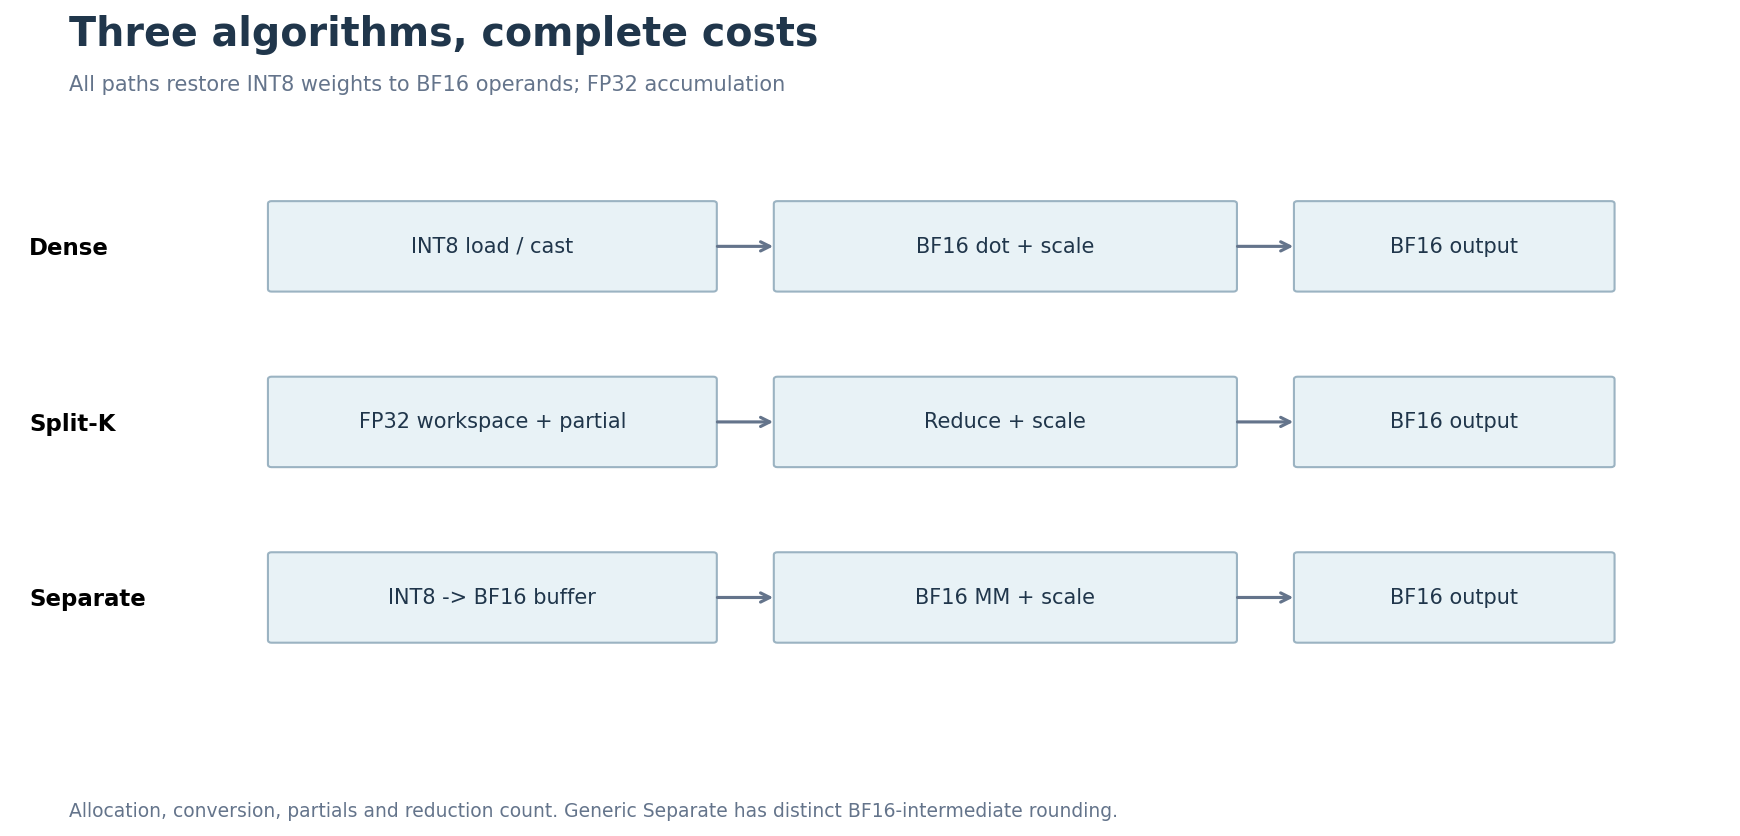 Three algorithms, complete costs
All paths restore INT8 weights to BF16 operands; FP32 accumulation
Dense
INT8 load / cast
BF16 dot + scale
BF16 output
Split-K
FP32 workspace + partial
Reduce + scale
BF16 output
Separate
INT8 -> BF16 buffer
BF16 MM + scale
BF16 output
Allocation, conversion, partials and reduction count. Generic Separate has distinct BF16-intermediate rounding.